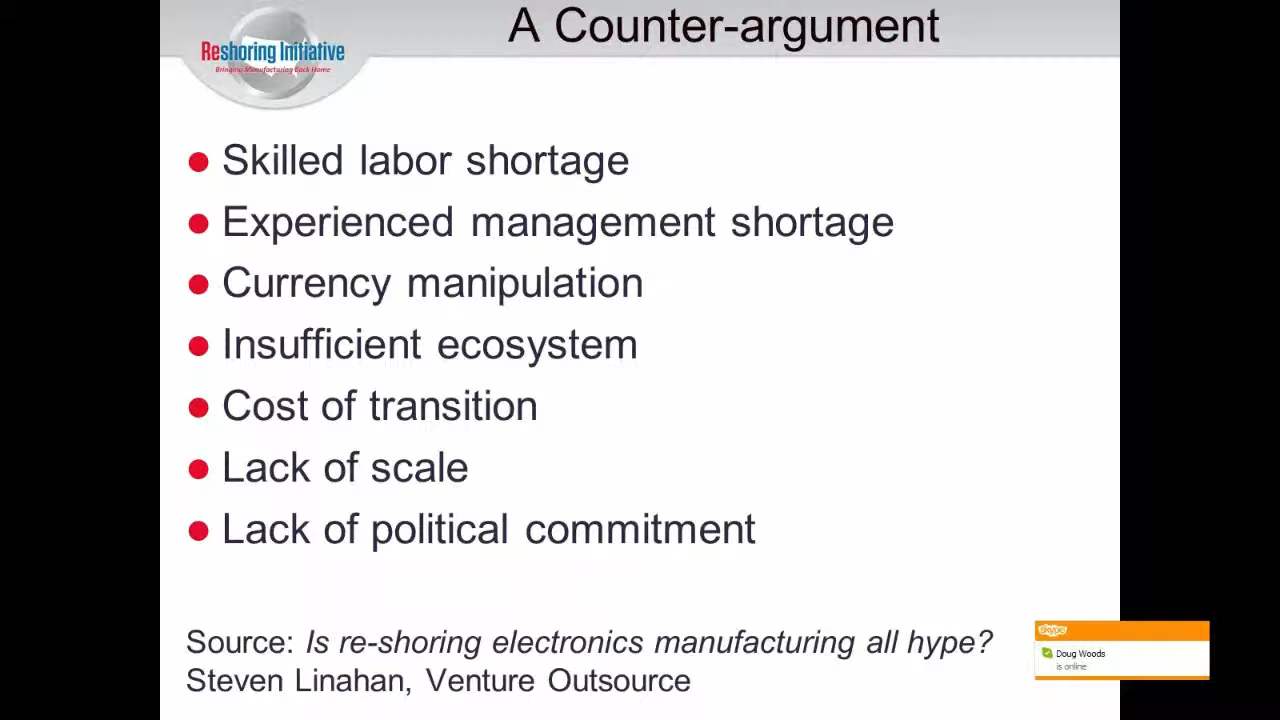 A Counter-argument
Reshoring Initiative
Bringing Manufacturing Back Home
Skilled labor shortage
Experienced management shortage
Currency manipulation
Insufficient ecosystem
Cost of transition
Lack of scale
Lack of political commitment
Source: Is re-shoring electronics manufacturing all hype?
Steven Linahan, Venture Outsource
skype
Doug Woods
is online